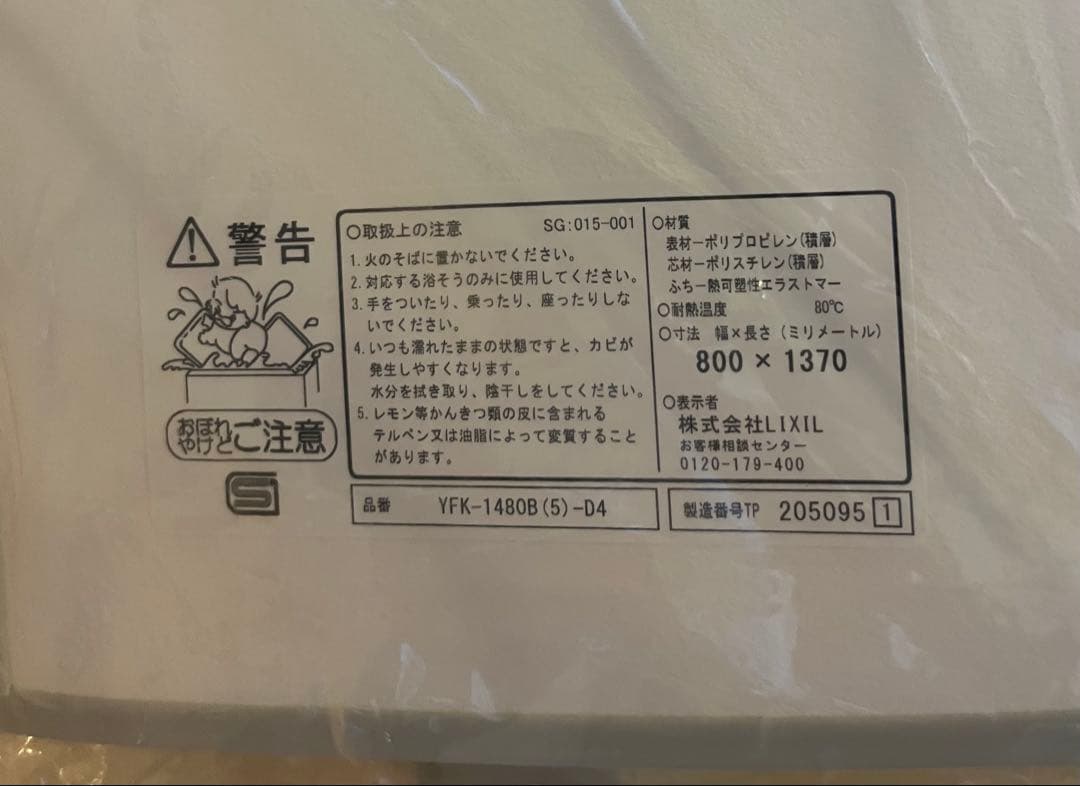 警告
おぼれ
やけど
とご注意
○取扱上の注意 SG:015-001
1.火のそばに置かないでください。
2.対応する浴そうのみに使用してください。
3.手をついたり、乗ったり、座ったりしな
いでください。
4.いつも濡れたままの状態ですと、カビが
発生しやすくなります。
水分を拭き取り、陰干しをしてください。
5.レモン等かんきつ類の皮に含まれる
テルペン又は油脂によって変質すること
があります。
○材質
表材ーポリプロピレン(積層)
芯材ーポリスチレン(積層)
ふちー熱可塑性エラストマー
○耐熱温度 80℃
○寸法 幅×長さ(ミリメートル)
800 × 1370
○表示者
株式会社LIXIL
お客様相談センター
0120-179-400
品番 YFK-1480B(5)-D4
製造番号TP 205095 1